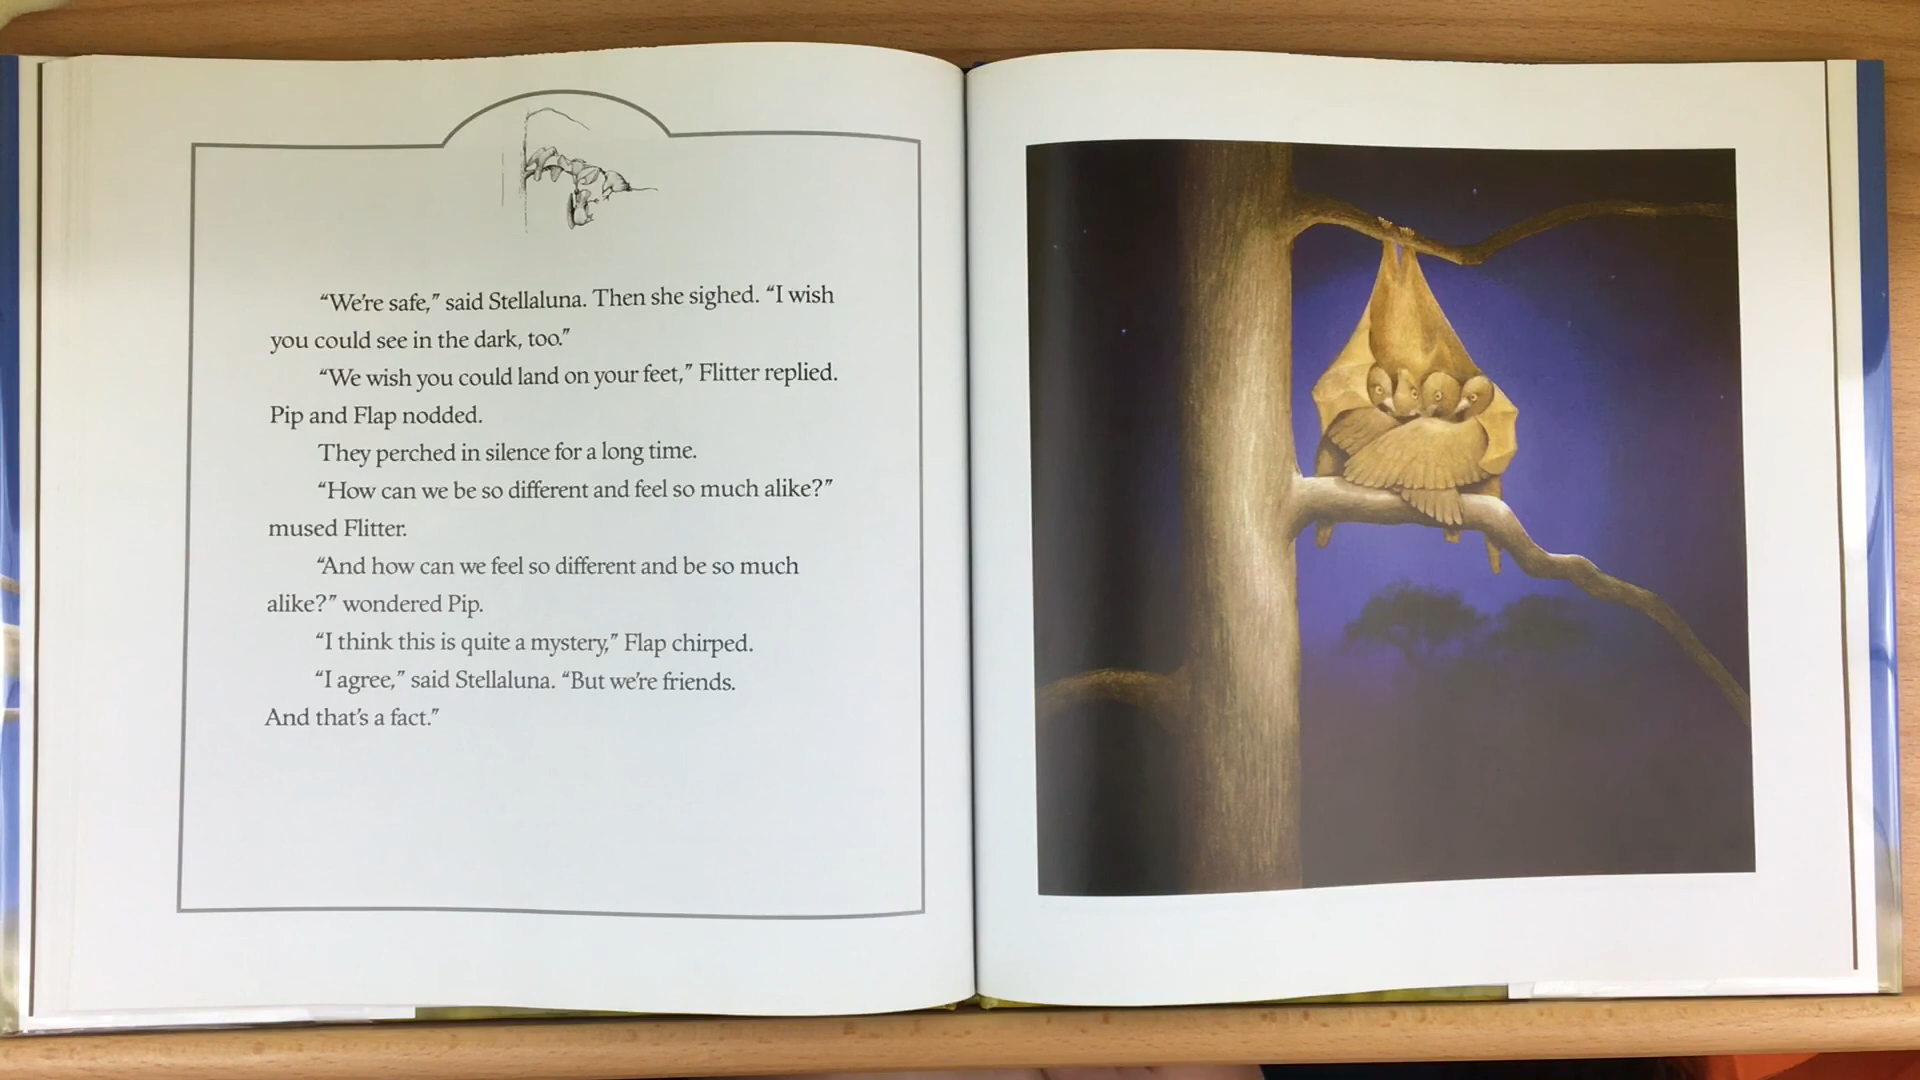 “We’re safe,” said Stellaluna. Then she sighed. “I wish
you could see in the dark, too.”
“We wish you could land on your feet,” Flitter replied.
Pip and Flap nodded.
They perched in silence for a long time.
“How can we be so different and feel so much alike?”
mused Flitter.
“And how can we feel so different and be so much
alike?” wondered Pip.
“I think this is quite a mystery,” Flap chirped.
“I agree,” said Stellaluna. “But we’re friends.
And that’s a fact.”